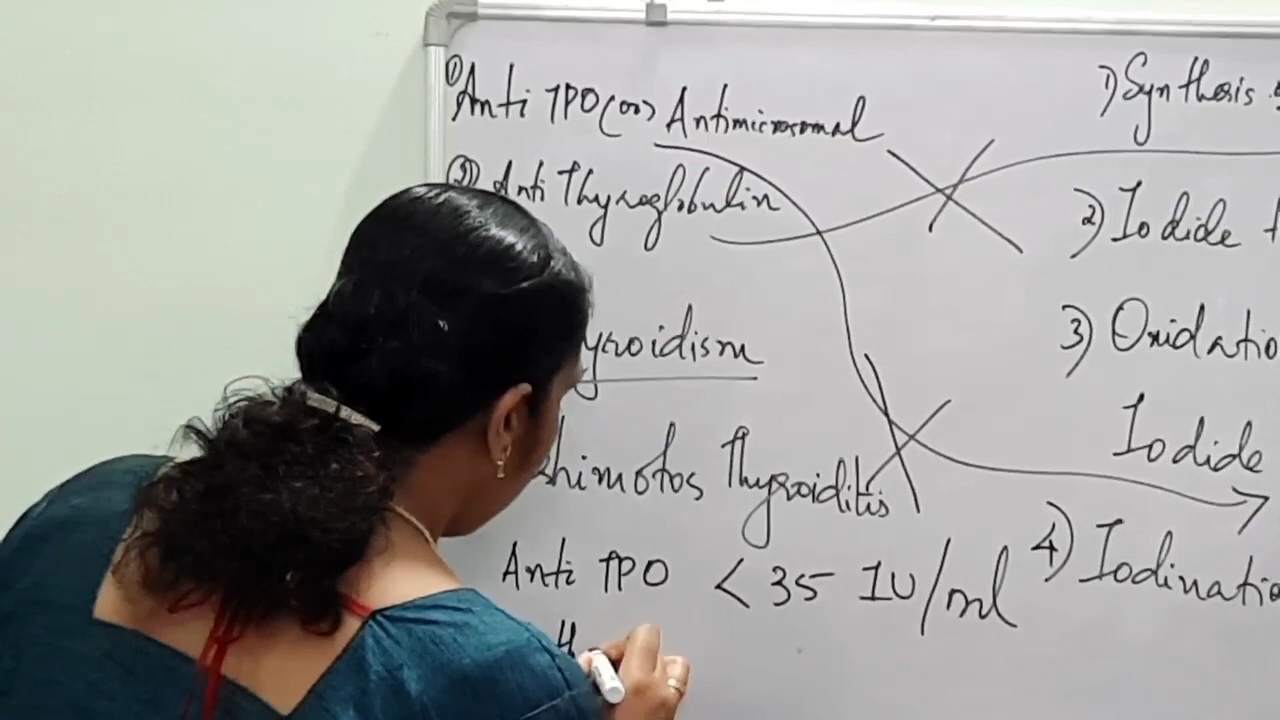 ① Anti TPO (or) Antimicrosomal
② Anti Thyroglobulin
yroidism
shimotos Thyroiditis
Anti TPO < 35 IU/ml
H
1) Synthesis
2) Iodide t
3) Oxidatio
Iodide
4) Iodinatio